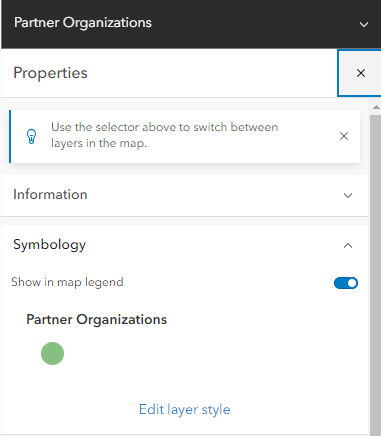 Partner Organizations
Properties
Use the selector above to switch between
layers in the map.
Information
Symbology
Show in map legend
Partner Organizations
Edit layer style